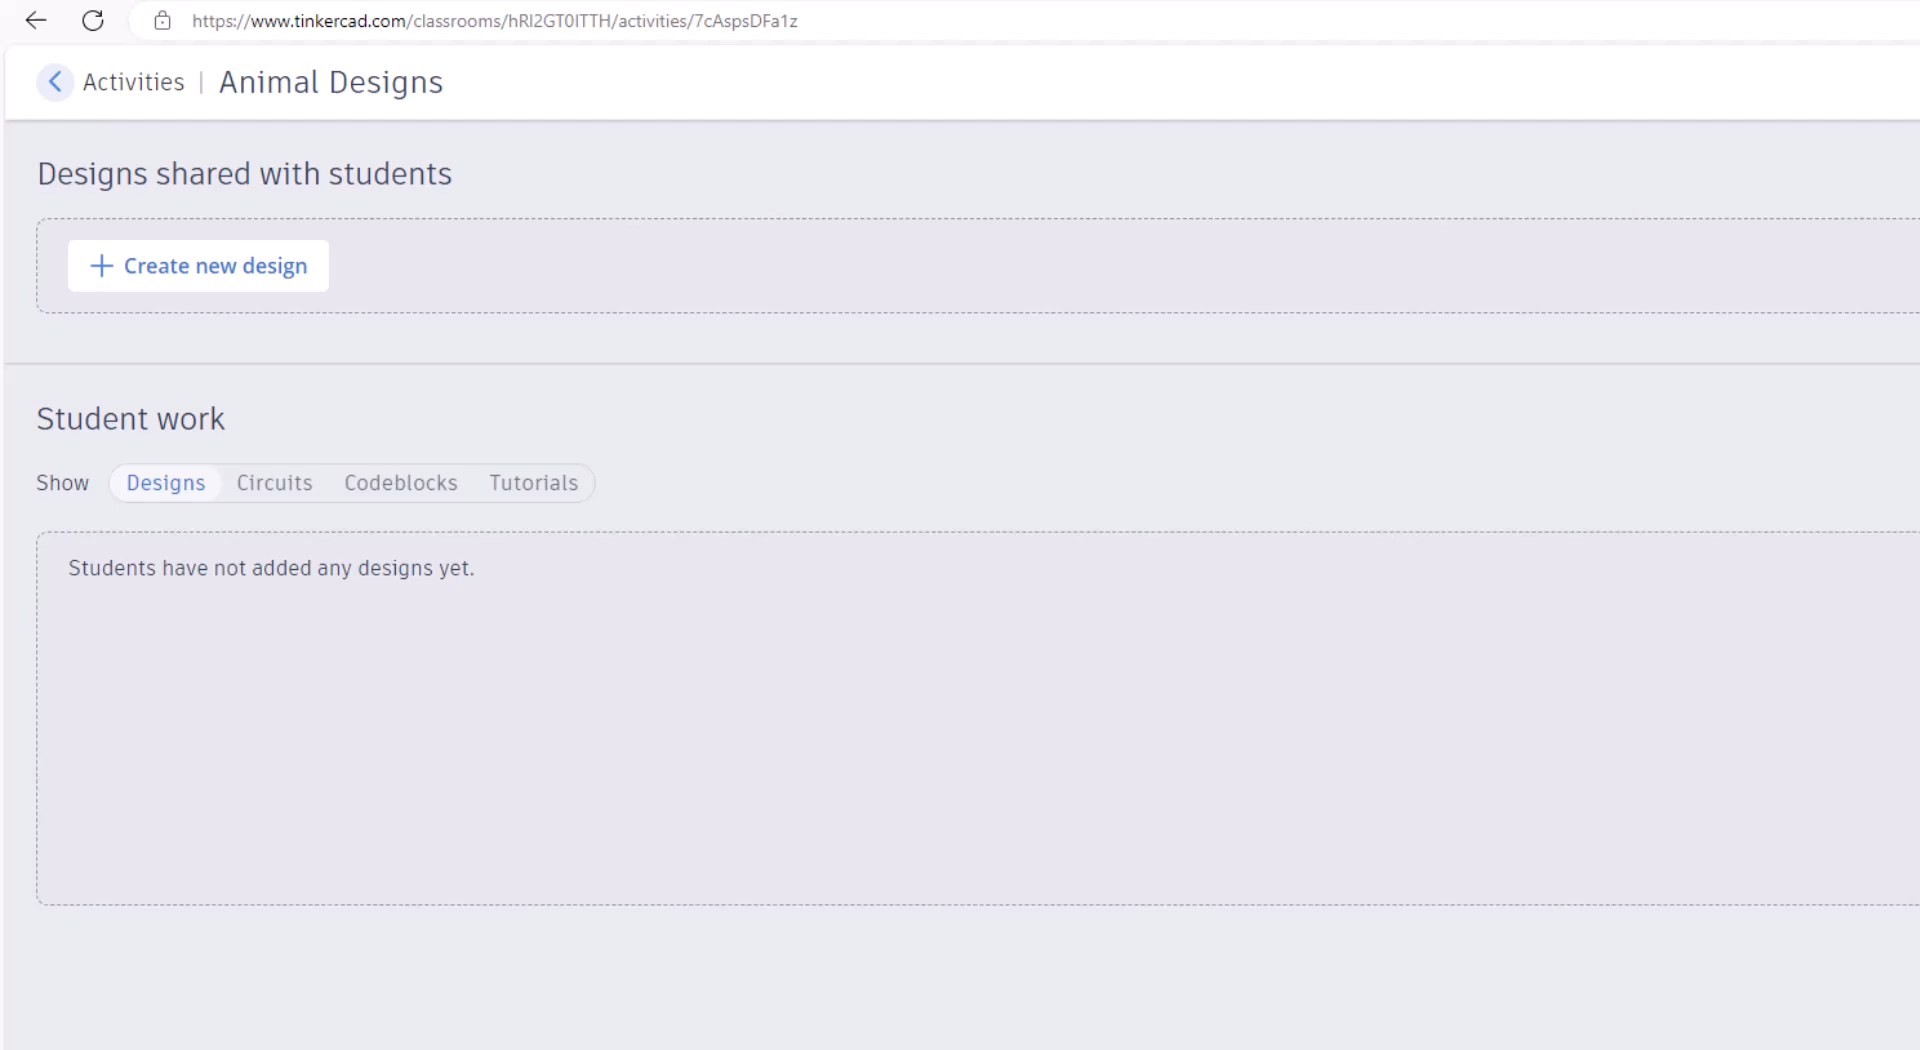 https://www.tinkercad.com/classrooms/hRI2GT0ITTH/activities/7cAspsDFa1z
Activities | Animal Designs
Designs shared with students
+ Create new design
Student work
Show Designs Circuits Codeblocks Tutorials
Students have not added any designs yet.